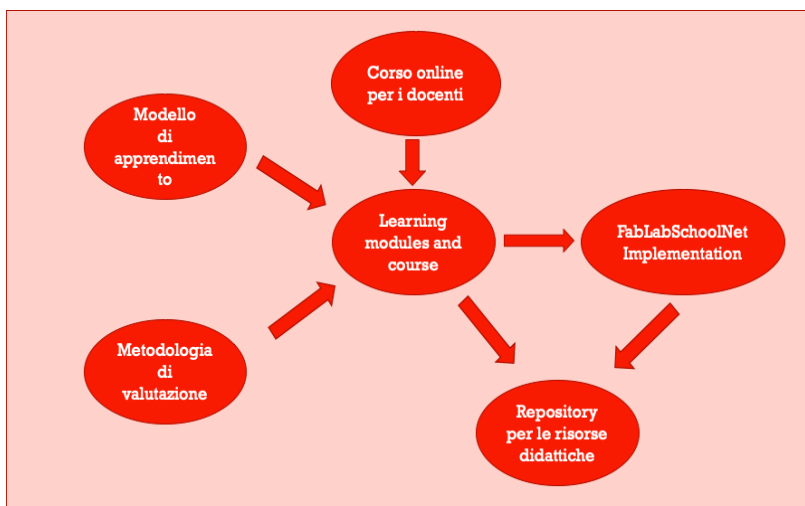 Corso online
per i docenti
Modello
di
apprendimen
to
Learning
modules and
course
FabLabSchoolNet
Implementation
Metodologia
di
valutazione
Repository
per le risorse
didattiche